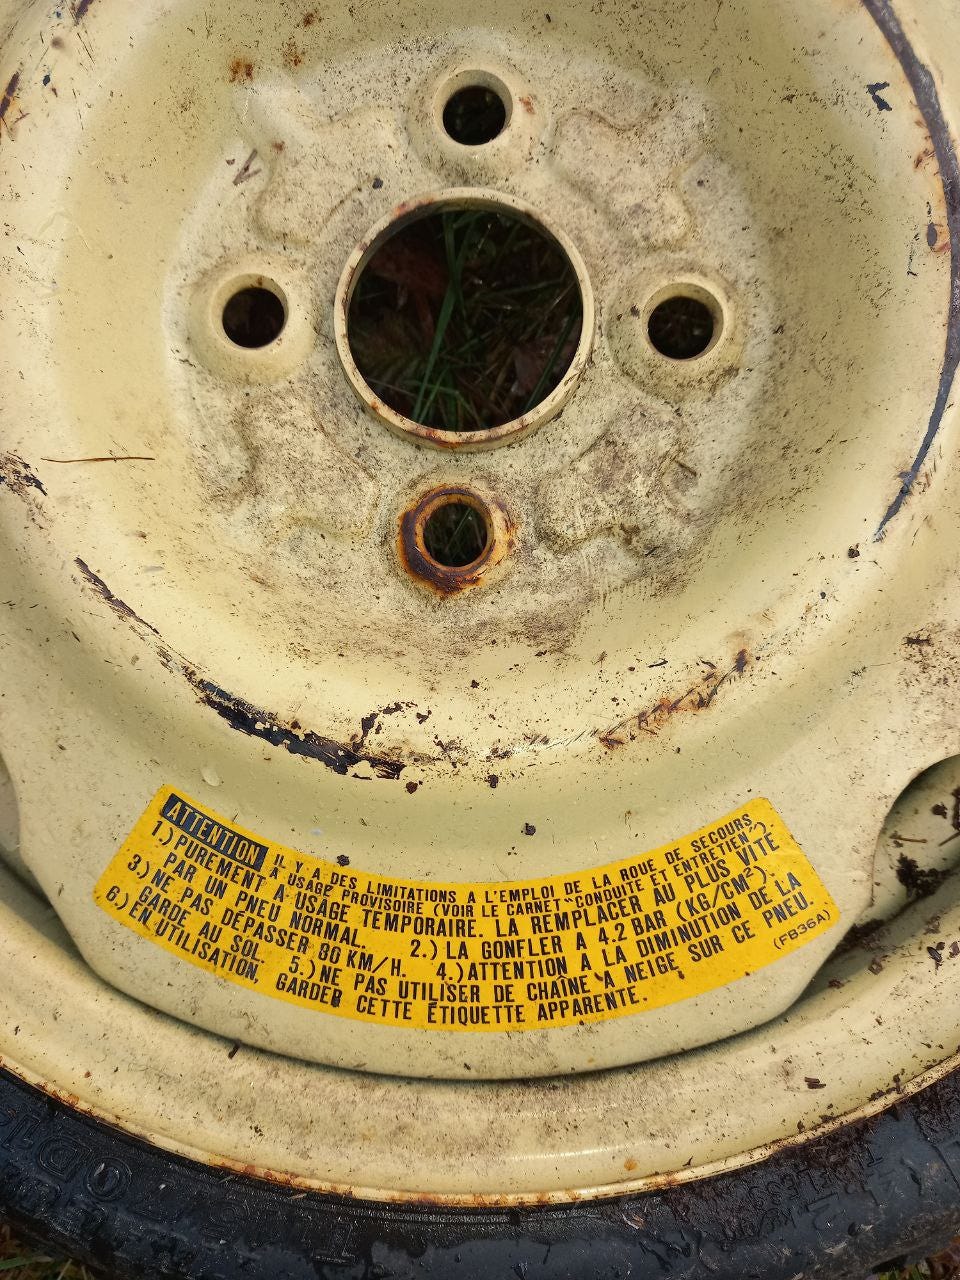 ATTENTION IL Y A DES LIMITATIONS A L'EMPLOI DE LA ROUE DE SECOURS
À USAGE PROVISOIRE (VOIR LE CARNET "CONDUITE ET ENTRETIEN").
1.) PUREMENT A USAGE TEMPORAIRE. LA REMPLACER AU PLUS VITE
PAR UN PNEU NORMAL. 2.) LA GONFLER A 4.2 BAR (KG/CM²).
3.) NE PAS DÉPASSER 80 KM/H. 4.) ATTENTION A LA DIMINUTION DE LA
GARDE AU SOL. 5.) NE PAS UTILISER DE CHAÎNE À NEIGE SUR CE PNEU.
6.) EN UTILISATION, GARDER CETTE ÉTIQUETTE APPARENTE.
(FB36A)